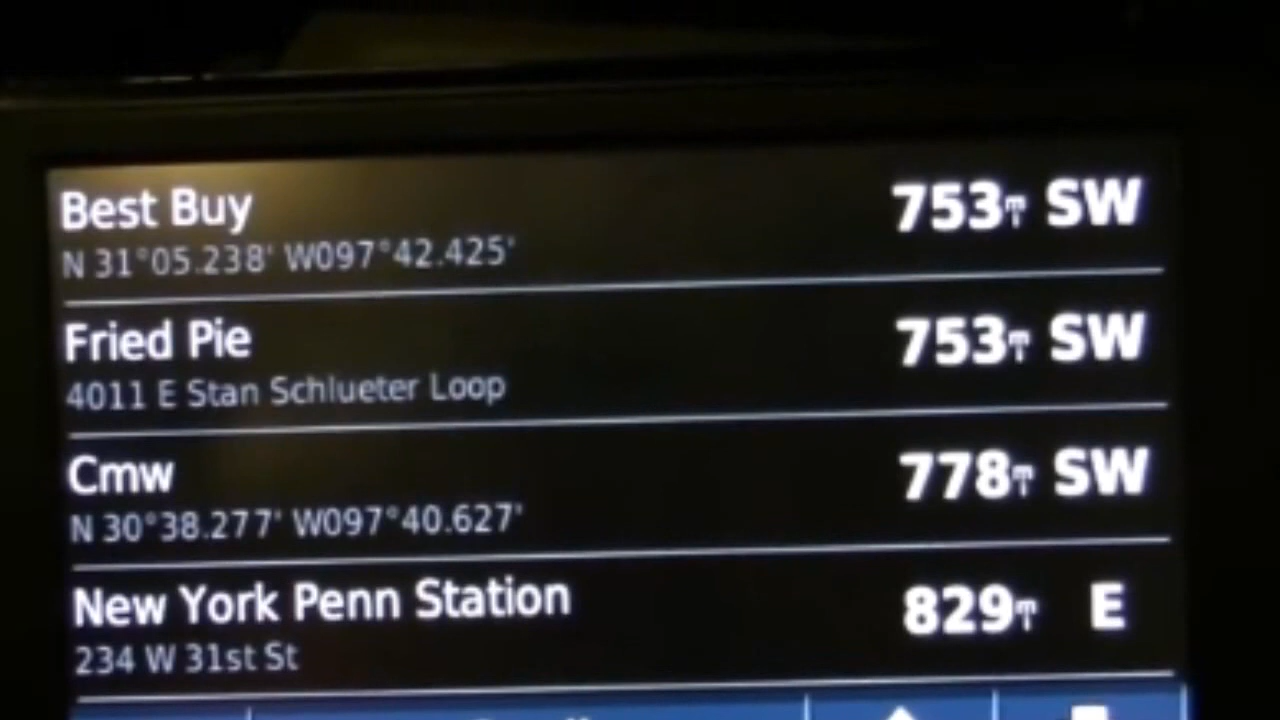 Best Buy 753mi SW
N 31°05.238' W097°42.425'
Fried Pie 753mi SW
4011 E Stan Schlueter Loop
Cmw 778mi SW
N 30°38.277' W097°40.627'
New York Penn Station 829mi E
234 W 31st St